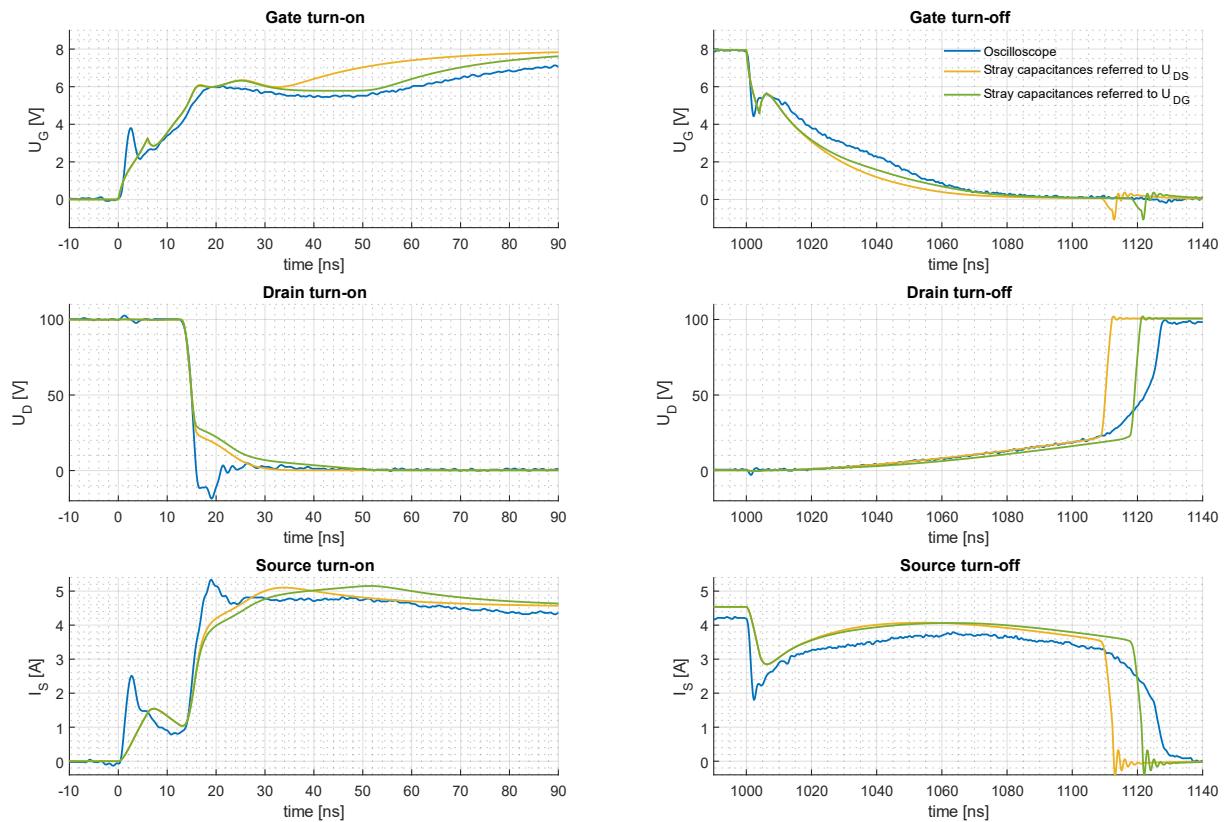 Gate turn-on
8
6
4
2
0
U_G [V]
-10 0 10 20 30 40 50 60 70 80 90
time [ns]
Gate turn-off
Oscilloscope
Stray capacitances referred to U_DS
Stray capacitances referred to U_DG
8
6
4
2
0
U_G [V]
1000 1020 1040 1060 1080 1100 1120 1140
time [ns]
Drain turn-on
100
50
0
U_D [V]
-10 0 10 20 30 40 50 60 70 80 90
time [ns]
Drain turn-off
100
50
0
U_D [V]
1000 1020 1040 1060 1080 1100 1120 1140
time [ns]
Source turn-on
5
4
3
2
1
0
I_S [A]
-10 0 10 20 30 40 50 60 70 80 90
time [ns]
Source turn-off
5
4
3
2
1
0
I_S [A]
1000 1020 1040 1060 1080 1100 1120 1140
time [ns]